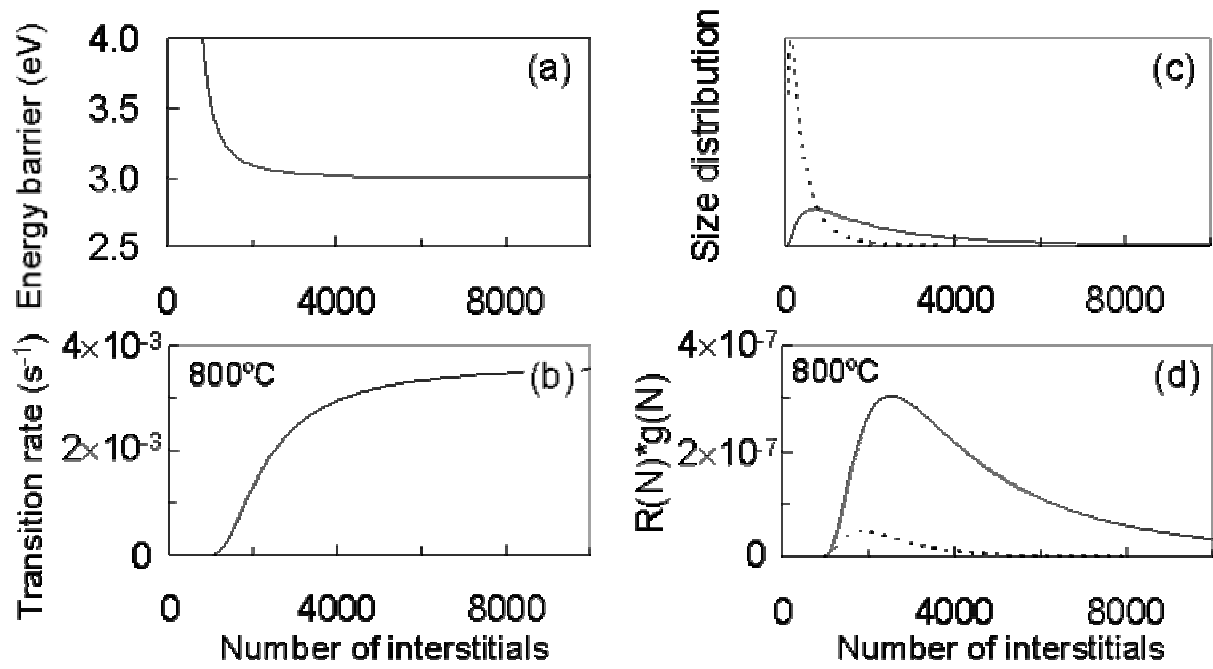 Energy barrier (eV)
4.0
3.5
3.0
2.5
(a)
0
4000
8000
Transition rate (s⁻¹)
4×10⁻³
2×10⁻³
0
800ºC
(b)
0
4000
8000
Number of interstitials
Size distribution
(c)
0
4000
8000
R(N)*g(N)
4×10⁻⁷
2×10⁻⁷
0
800ºC
(d)
0
4000
8000
Number of interstitials